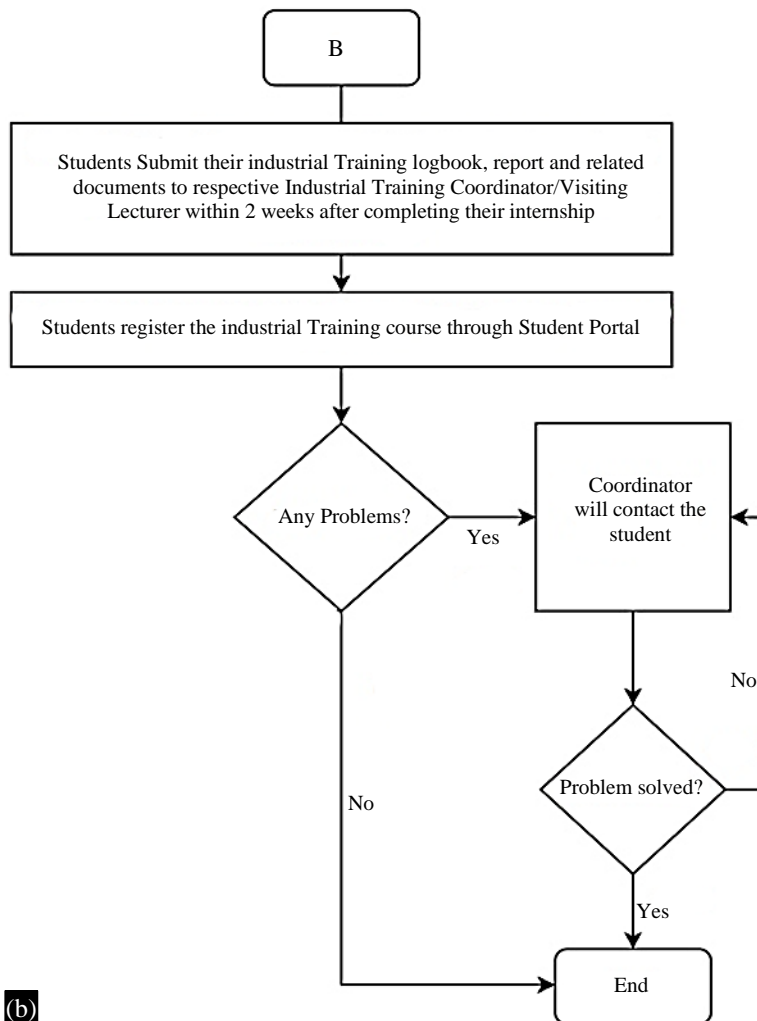 B
Students Submit their industrial Training logbook, report and related
documents to respective Industrial Training Coordinator/Visiting
Lecturer within 2 weeks after completing their internship
Students register the industrial Training course through Student Portal
Any Problems?
Yes
Coordinator
will contact the
student
No
Problem solved?
No
Yes
End
(b)